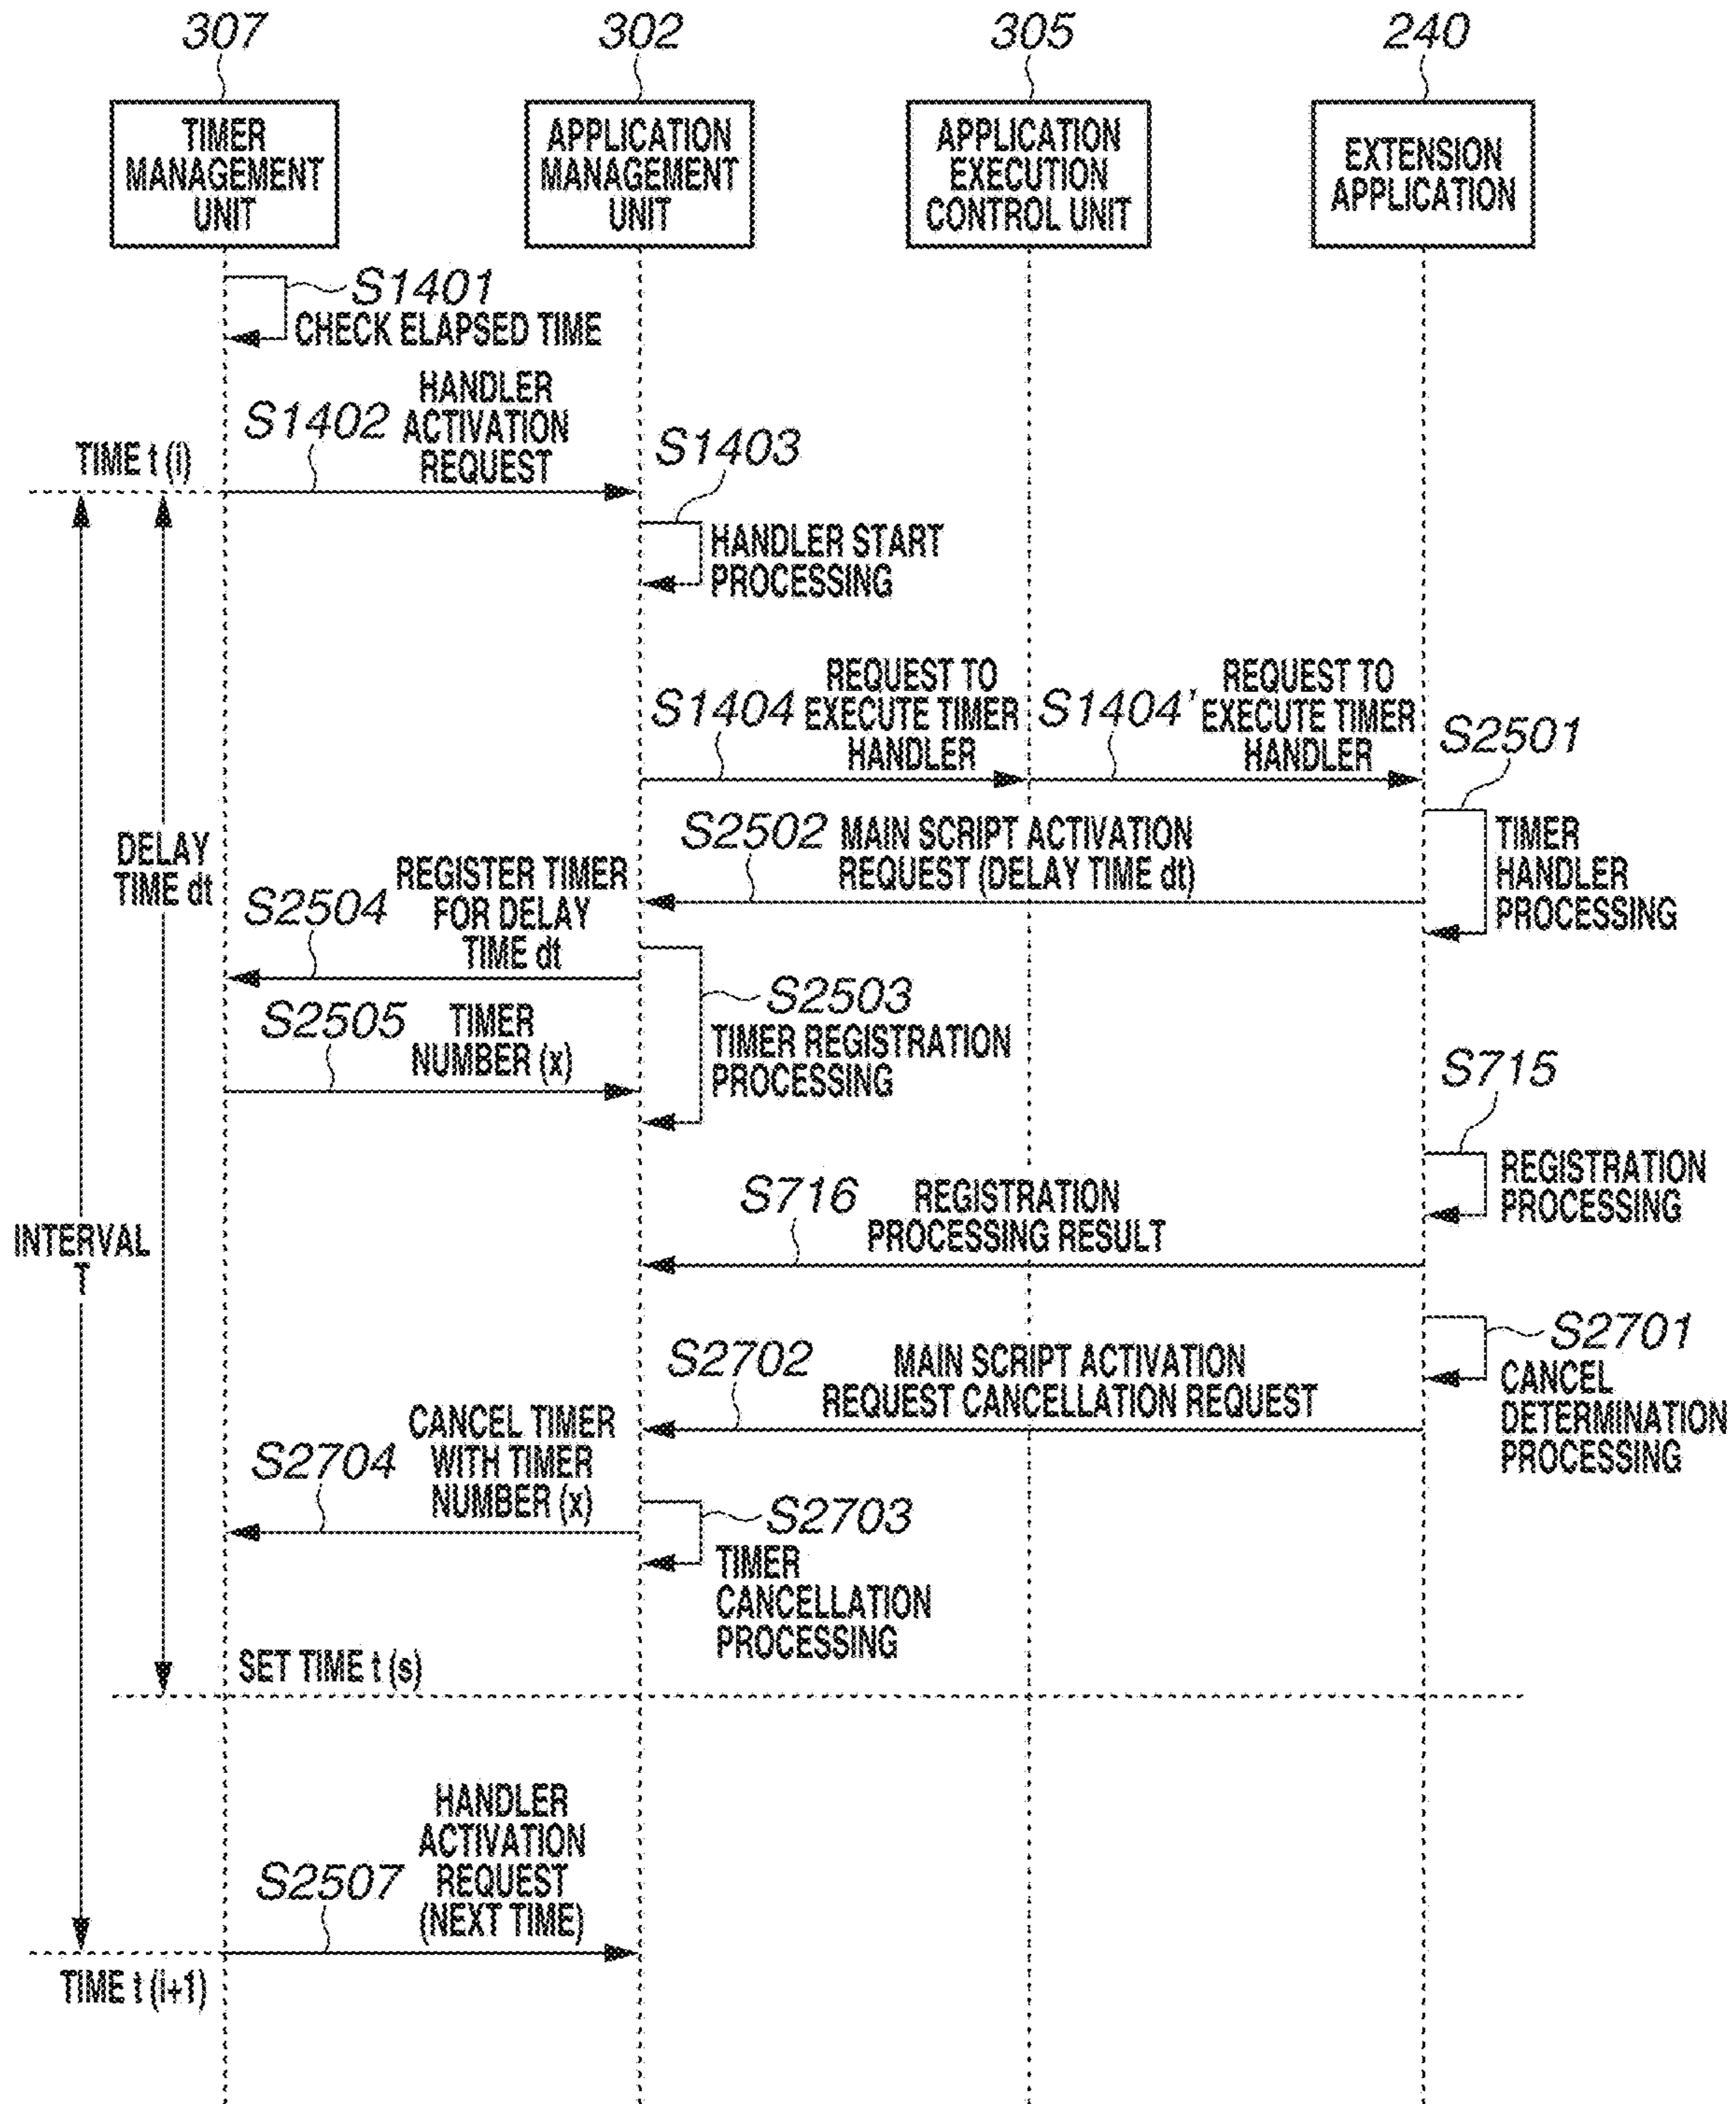 307
302
305
240
TIMER
MANAGEMENT
UNIT
APPLICATION
MANAGEMENT
UNIT
APPLICATION
EXECUTION
CONTROL UNIT
EXTENSION
APPLICATION
S1401
CHECK ELAPSED TIME
S1402
HANDLER
ACTIVATION
REQUEST
TIME t (i)
S1403
HANDLER START
PROCESSING
S1404
REQUEST TO
EXECUTE TIMER
HANDLER
S1404'
REQUEST TO
EXECUTE TIMER
HANDLER
S2501
TIMER
HANDLER
PROCESSING
S2502
MAIN SCRIPT ACTIVATION
REQUEST (DELAY TIME dt)
DELAY
TIME dt
S2504
REGISTER TIMER
FOR DELAY
TIME dt
S2503
TIMER REGISTRATION
PROCESSING
S2505
TIMER
NUMBER (x)
S715
REGISTRATION
PROCESSING
S716
REGISTRATION
PROCESSING RESULT
INTERVAL
T
S2701
CANCEL
DETERMINATION
PROCESSING
S2702
MAIN SCRIPT ACTIVATION
REQUEST CANCELLATION REQUEST
S2704
CANCEL TIMER
WITH TIMER
NUMBER (x)
S2703
TIMER
CANCELLATION
PROCESSING
SET TIME t (s)
S2507
HANDLER
ACTIVATION
REQUEST
(NEXT TIME)
TIME t (i+1)